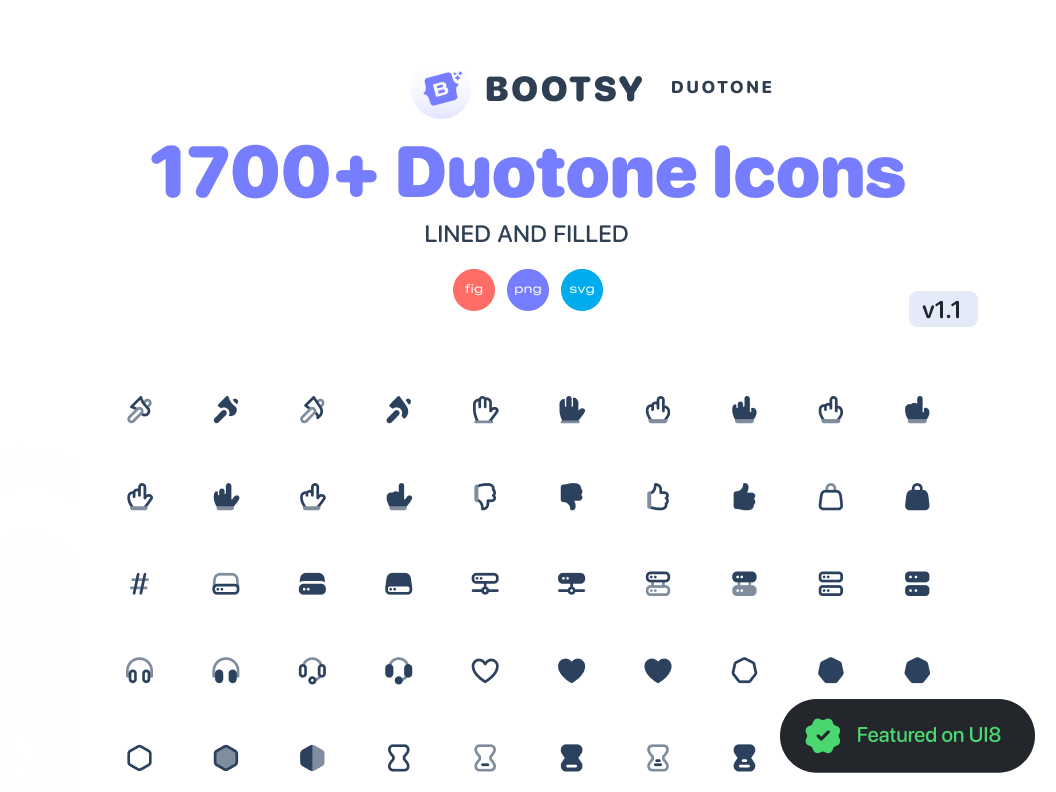 B
BOOTSY DUOTONE
1700+ Duotone Icons
LINED AND FILLED
fig png svg
v1.1
#
Featured on UI8